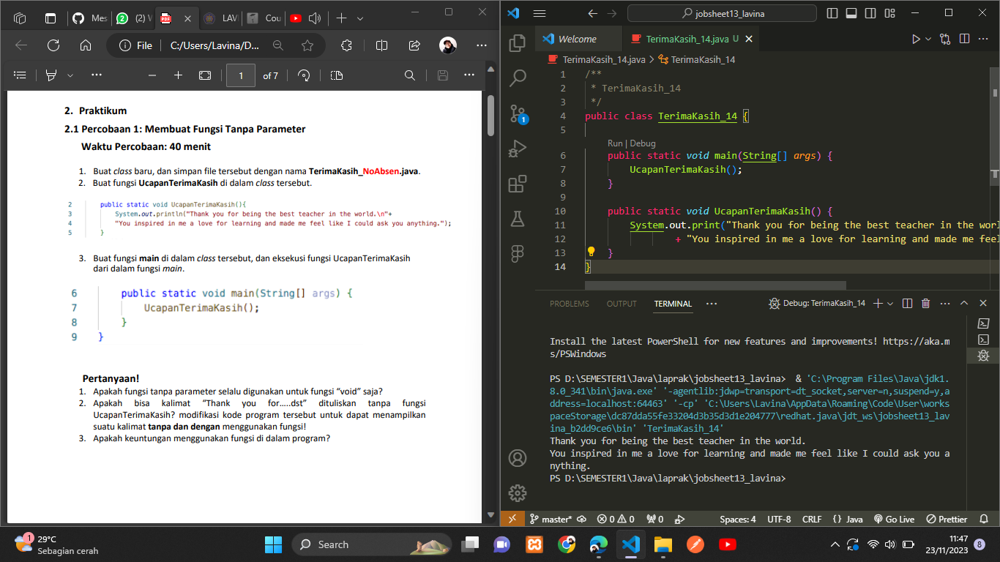 Mes
(2) W
LAV
Cou
File
C:/Users/Lavina/D...
1 of 7
2. Praktikum
2.1 Percobaan 1: Membuat Fungsi Tanpa Parameter
Waktu Percobaan: 40 menit
1. Buat class baru, dan simpan file tersebut dengan nama TerimaKasih_NoAbsen.java.
2. Buat fungsi UcapanTerimaKasih di dalam class tersebut.
2 public static void UcapanTerimaKasih(){
3 System.out.println("Thank you for being the best teacher in the world.\n"+
4 "You inspired in me a love for learning and made me feel like I could ask you anything.");
5 }
3. Buat fungsi main di dalam class tersebut, dan eksekusi fungsi UcapanTerimaKasih
dari dalam fungsi main.
6 public static void main(String[] args) {
7 UcapanTerimaKasih();
8 }
9 }
Pertanyaan!
1. Apakah fungsi tanpa parameter selalu digunakan untuk fungsi “void” saja?
2. Apakah bisa kalimat “Thank you for…..dst” dituliskan tanpa fungsi
UcapanTerimaKasih? modifikasi kode program tersebut untuk dapat menampilkan
suatu kalimat tanpa dan dengan menggunakan fungsi!
3. Apakah keuntungan menggunakan fungsi di dalam program?
jobsheet13_lavina
Welcome
TerimaKasih_14.java U
TerimaKasih_14.java > TerimaKasih_14
1 /**
2 * TerimaKasih_14
3 */
4 public class TerimaKasih_14 {
5
Run | Debug
6 public static void main(String[] args) {
7 UcapanTerimaKasih();
8 }
9
10 public static void UcapanTerimaKasih() {
11 System.out.print("Thank you for being the best teacher in the worl
12 + "You inspired in me a love for learning and made me feel
13 }
14 }
1
PROBLEMS OUTPUT TERMINAL ... Debug: TerimaKasih_14
Install the latest PowerShell for new features and improvements! https://aka.m
s/PSWindows
PS D:\SEMESTER1\Java\laprak\jobsheet13_lavina> & 'C:\Program Files\Java\jdk1.
8.0_341\bin\java.exe' '-agentlib:jdwp=transport=dt_socket,server=n,suspend=y,a
ddress=localhost:64463' '-cp' 'C:\Users\Lavina\AppData\Roaming\Code\User\works
paceStorage\dc87dda55fe33204d3b35d3d1e204777\redhat.java\jdt_ws\jobsheet13_lav
ina_b2dd9ce6\bin' 'TerimaKasih_14'
Thank you for being the best teacher in the world.
You inspired in me a love for learning and made me feel like I could ask you a
nything.
PS D:\SEMESTER1\Java\laprak\jobsheet13_lavina>
master* 0 0 0 Spaces: 4 UTF-8 CRLF {} Java Go Live Prettier
1
29°C
Sebagian cerah
Search
11:47
23/11/2023
8